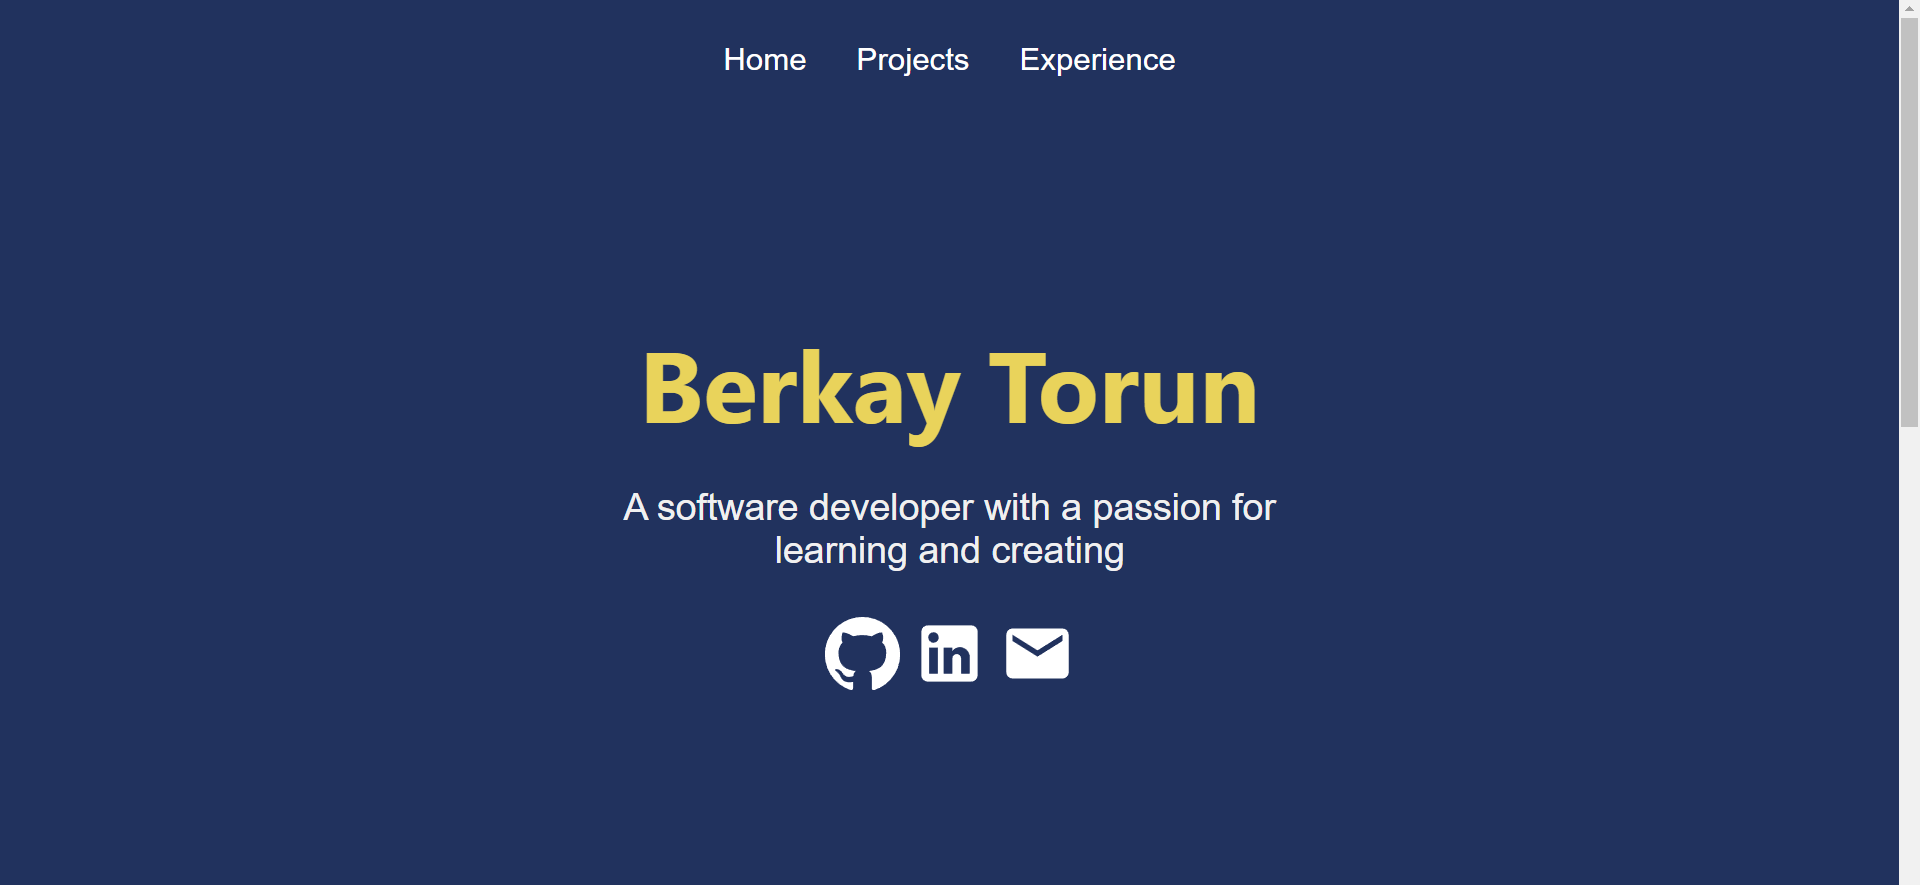 Home Projects Experience
Berkay Torun
A software developer with a passion for
learning and creating
in